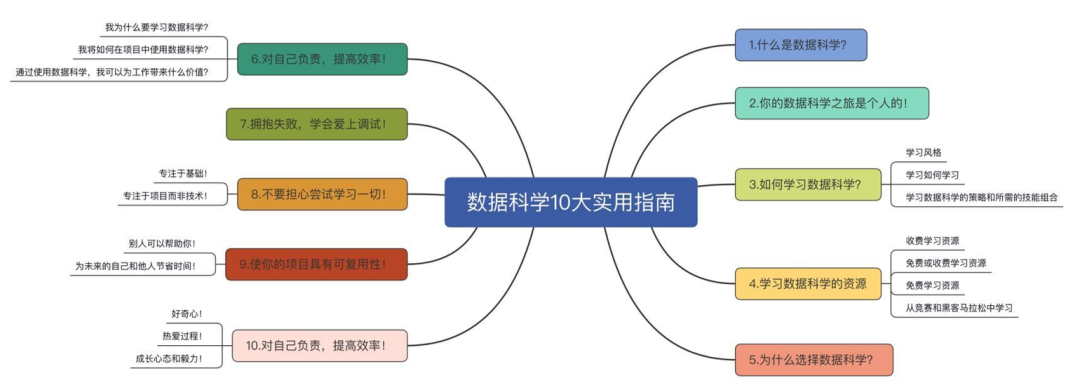 数据科学10大实用指南
1.什么是数据科学?
2.你的数据科学之旅是个人的!
3.如何学习数据科学?
学习风格
学习如何学习
学习数据科学的策略和所需的技能组合
4.学习数据科学的资源
收费学习资源
免费或收费学习资源
免费学习资源
从竞赛和黑客马拉松中学习
5.为什么选择数据科学?
6.对自己负责，提高效率!
我为什么要学习数据科学?
我将如何在项目中使用数据科学?
通过使用数据科学，我可以为工作带来什么价值?
7.拥抱失败，学会爱上调试!
8.不要担心尝试学习一切!
专注于基础!
专注于项目而非技术!
9.使你的项目具有可复用性!
别人可以帮助你!
为未来的自己和他人节省时间!
10.对自己负责，提高效率!
好奇心!
热爱过程!
成长心态和毅力!